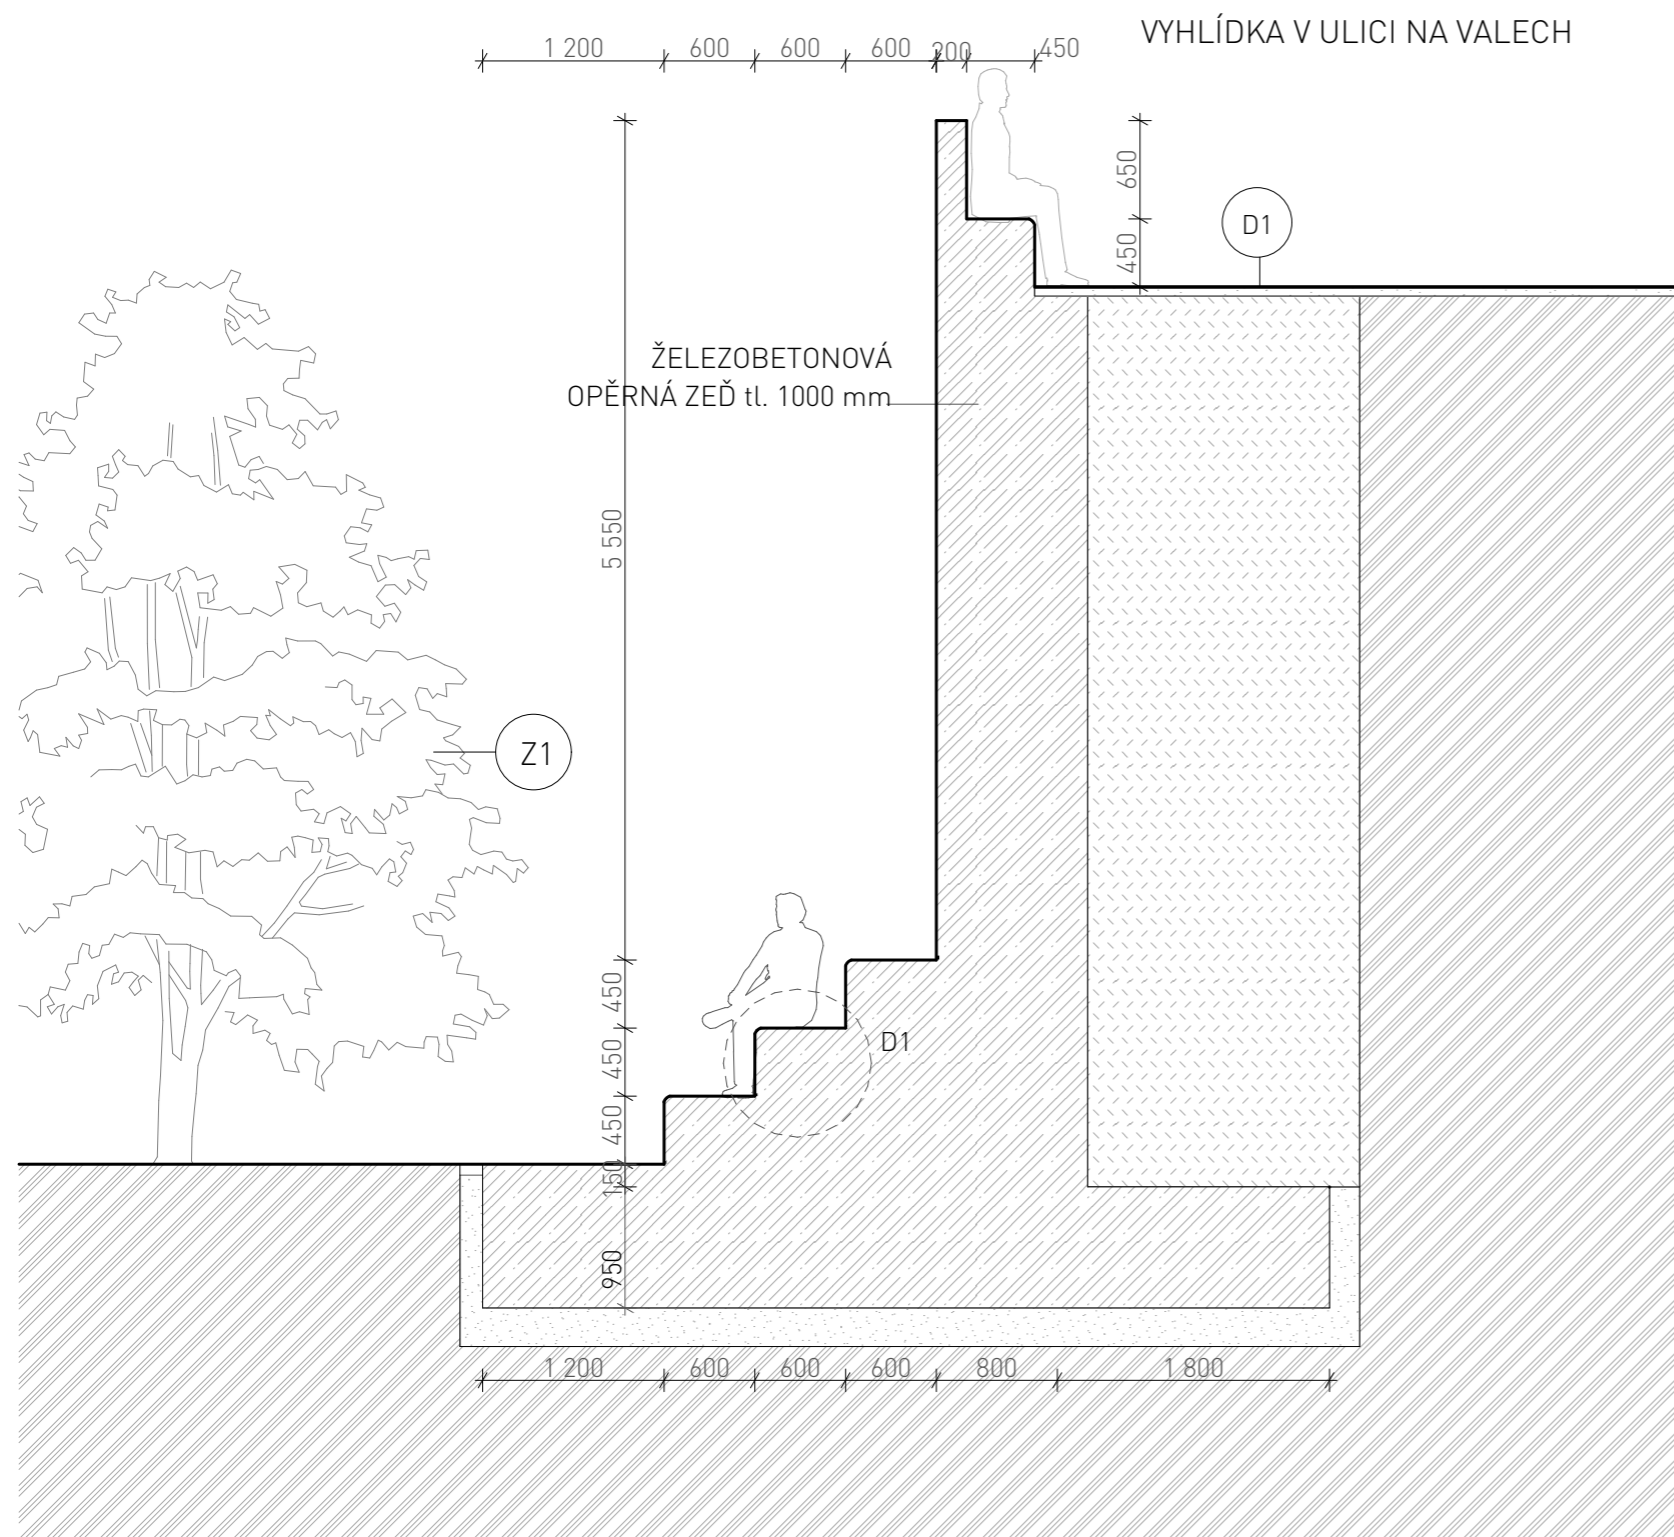 VYHLÍDKA V ULICI NA VALECH
1 200 600 600 600 200 450
650
D1
450
ŽELEZOBETONOVÁ
OPĚRNÁ ZEĎ tl. 1000 mm
5 550
Z1
450
D1
450
450
150
950
1 200 600 600 600 800 1 800